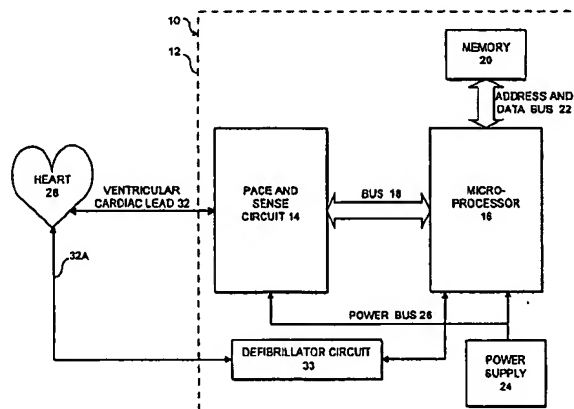 10
12
MEMORY
20
ADDRESS AND
DATA BUS 22
HEART
28
VENTRICULAR
CARDIAC LEAD 32
PACE AND
SENSE
CIRCUIT 14
BUS 18
MICRO-
PROCESSOR
16
32A
POWER BUS 26
DEFIBRILLATOR CIRCUIT
33
POWER
SUPPLY
24